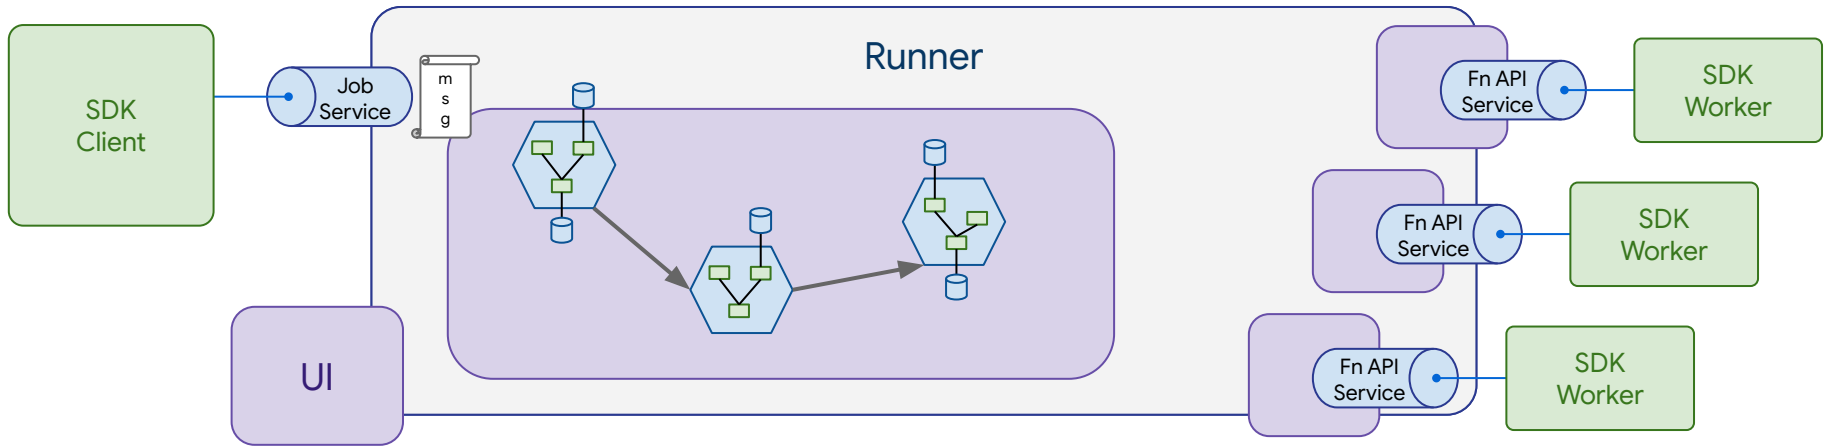 SDK
Client
Job
Service
m
s
g
Runner
UI
Fn API
Service
SDK
Worker
Fn API
Service
SDK
Worker
Fn API
Service
SDK
Worker